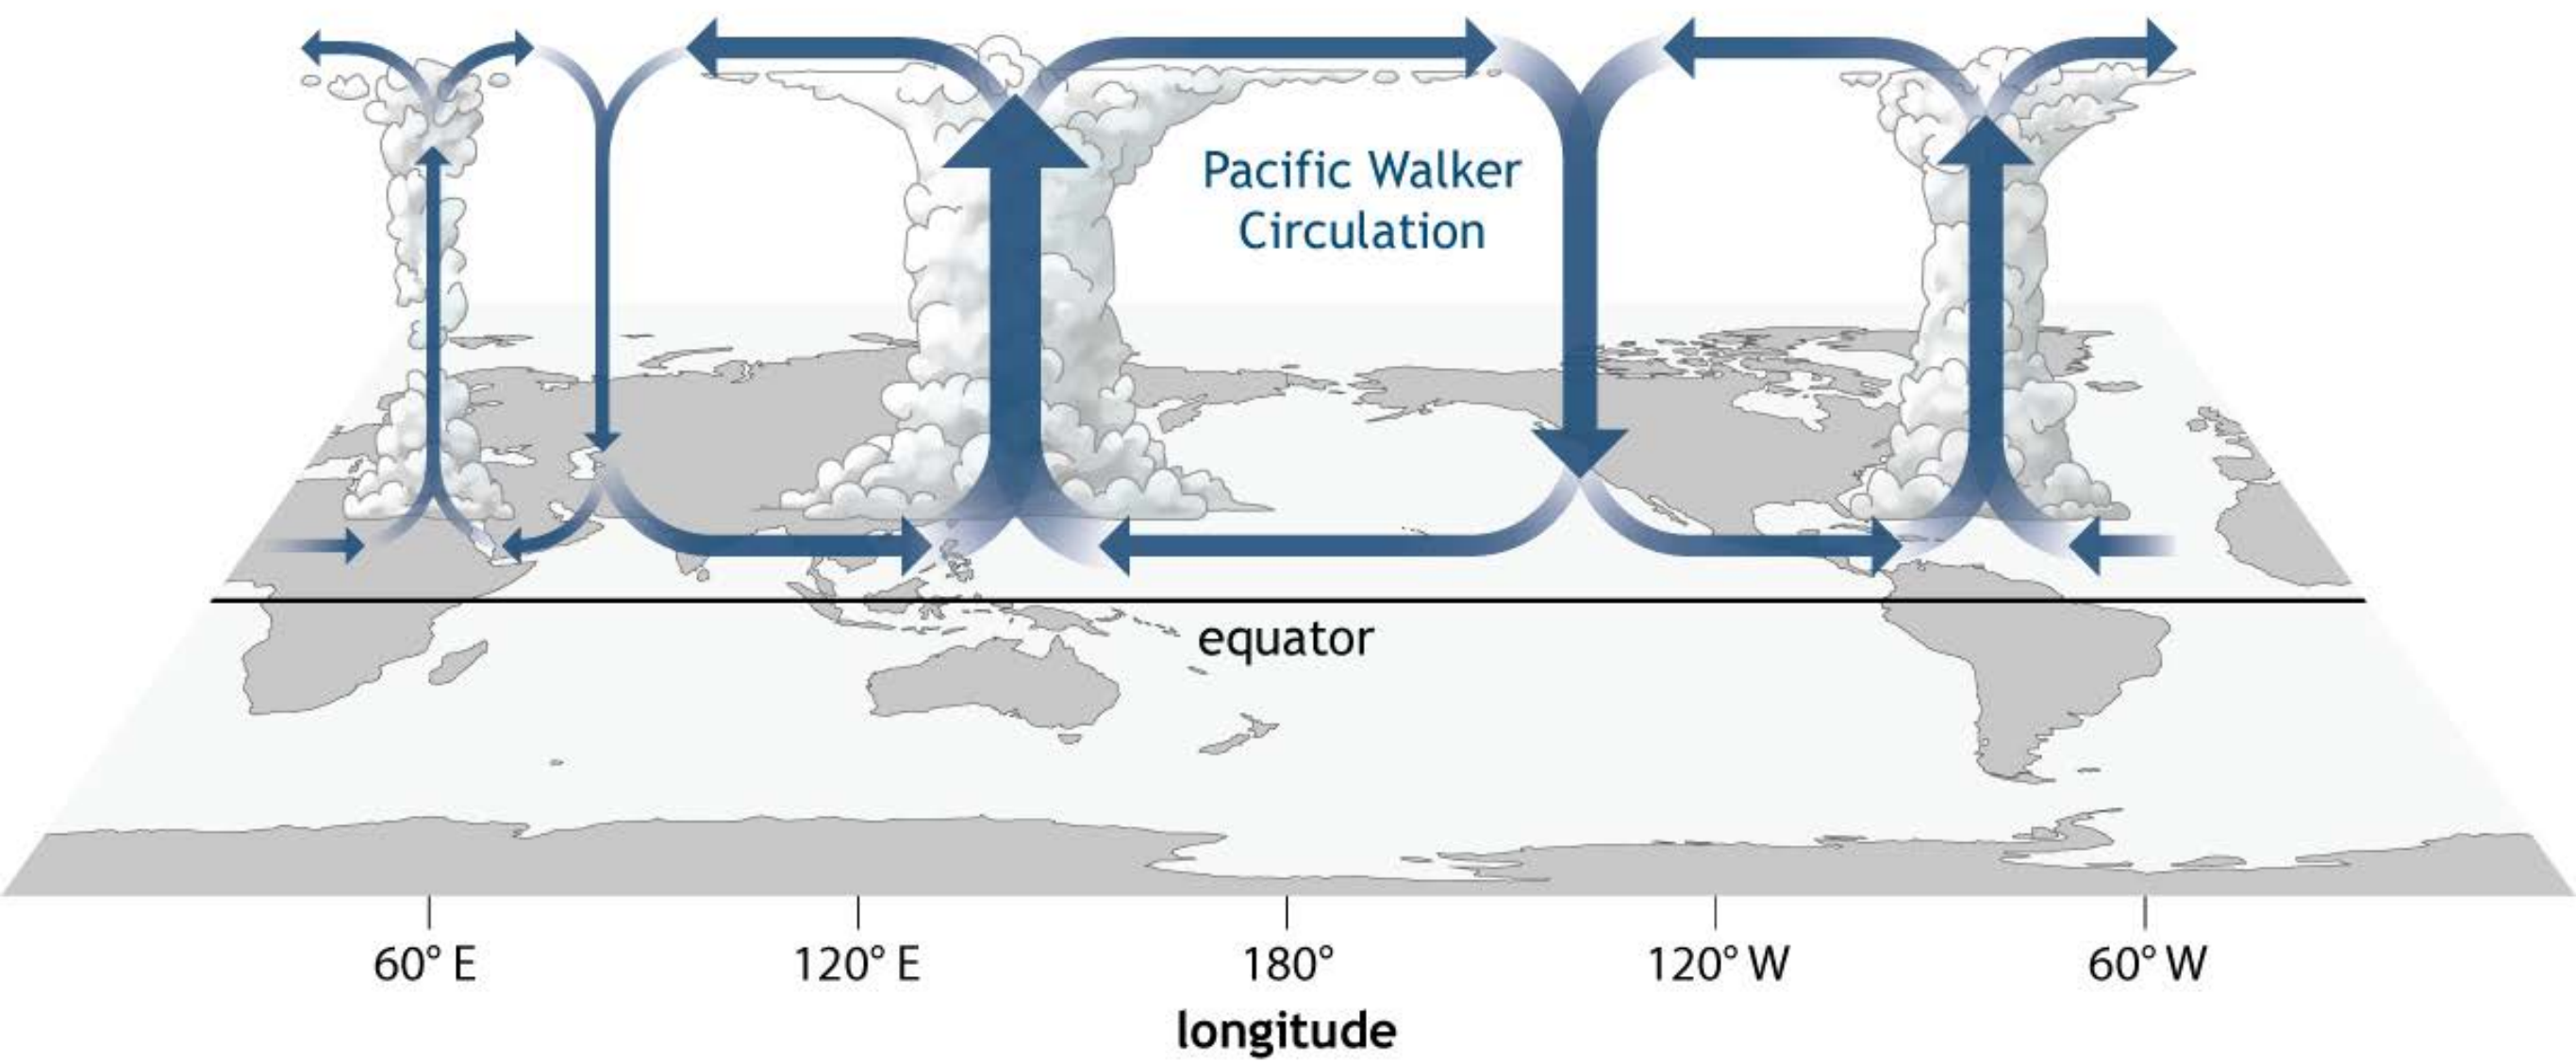 Pacific Walker
Circulation
equator
60° E
120° E
180°
120° W
60° W
longitude